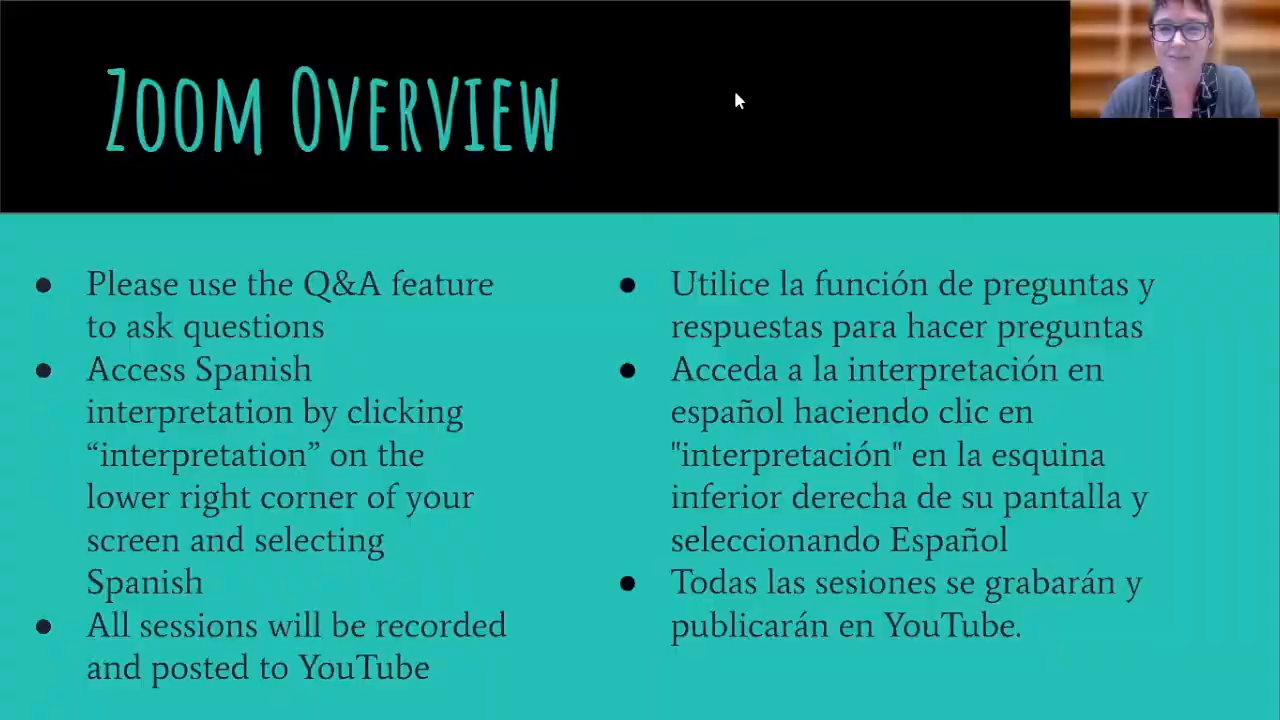 Zoom Overview
Please use the Q&A feature
to ask questions
Access Spanish
interpretation by clicking
“interpretation” on the
lower right corner of your
screen and selecting
Spanish
All sessions will be recorded
and posted to YouTube
Utilice la función de preguntas y
respuestas para hacer preguntas
Acceda a la interpretación en
español haciendo clic en
"interpretación" en la esquina
inferior derecha de su pantalla y
seleccionando Español
Todas las sesiones se grabarán y
publicarán en YouTube.